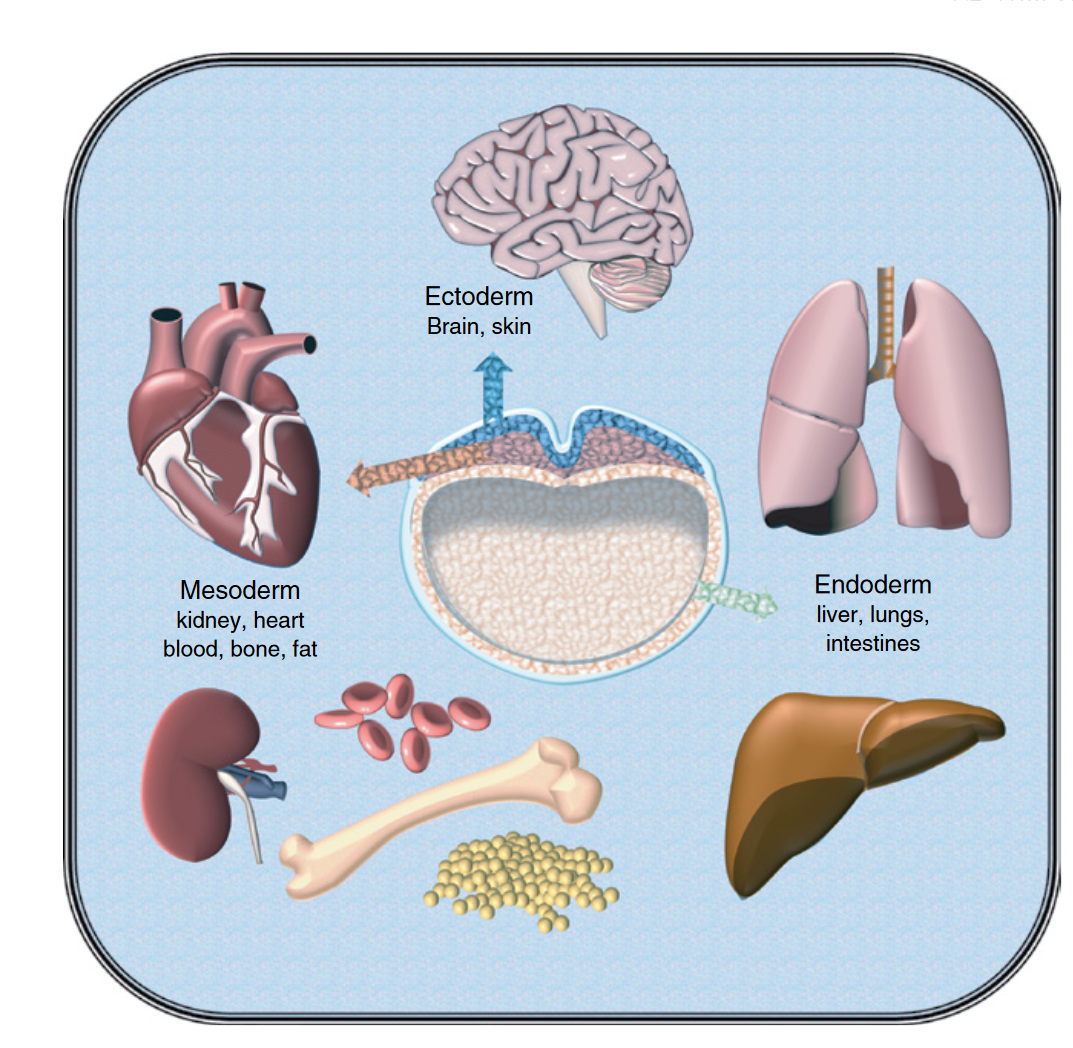 Ectoderm
Brain, skin
Mesoderm
kidney, heart
blood, bone, fat
Endoderm
liver, lungs,
intestines